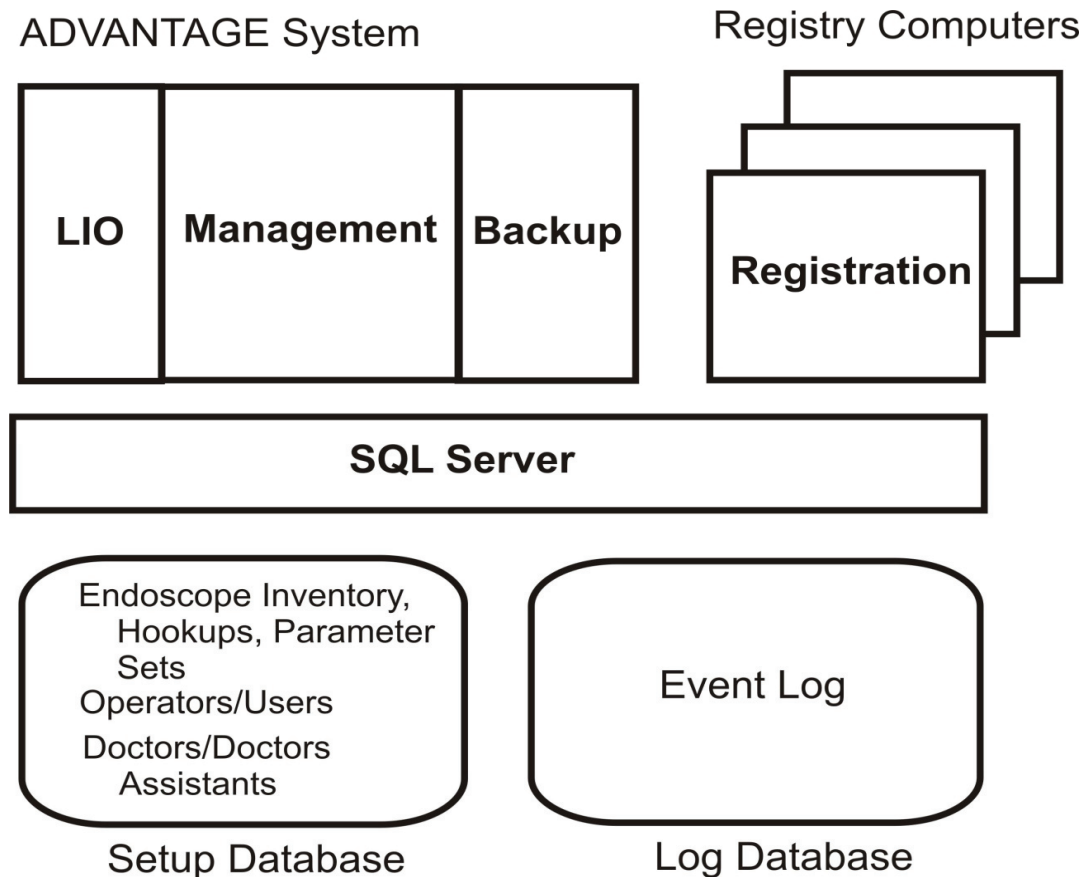 ADVANTAGE System
Registry Computers
LIO
Management
Backup
Registration
SQL Server
Endoscope Inventory,
Hookups, Parameter
Sets
Operators/Users
Doctors/Doctors
Assistants
Event Log
Setup Database
Log Database